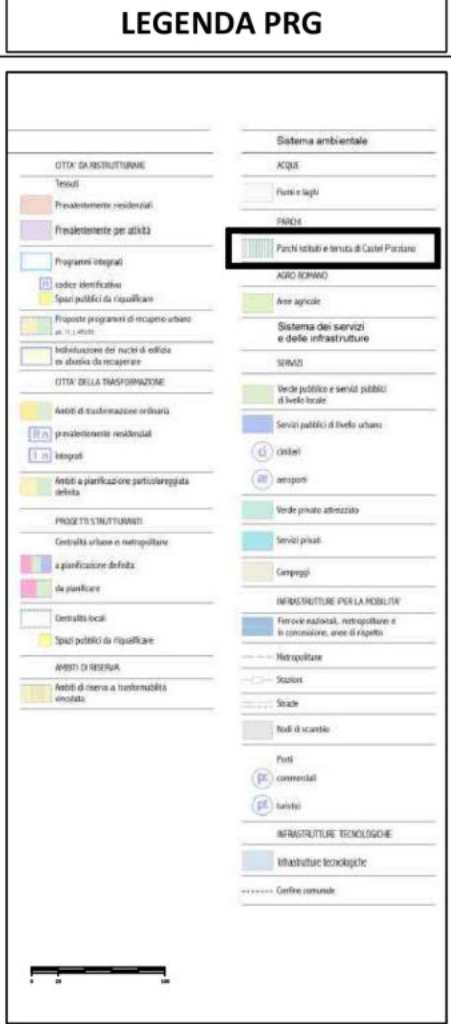 LEGENDA PRG
CITTA' DA RISTRUTTURARE
Tessuti
Prevalentemente residenziali
Prevalentemente per attività
Programmi integrati
n codice identificativo
Spazi pubblici da riqualificare
Proposte programmi di recupero urbano
Individuazione dei nuclei di edilizia
ex abusiva da recuperare
CITTA' DELLA TRASFORMAZIONE
Ambiti di trasformazione ordinaria
R n prevalentemente residenziali
I n integrati
Ambiti a pianificazione particolareggiata
definita
PROGETTI STRUTTURANTI
Centralità urbane e metropolitane
a pianificazione definita
da pianificare
Centralità locali
Spazi pubblici da riqualificare
AMBITI DI RISERVA
Ambiti di riserva a trasformabilità
vincolata
0
100
Sistema ambientale
ACQUE
Fiumi e laghi
PARCHI
Parchi istituiti e tenuta di Castel Porziano
AGRO ROMANO
Aree agricole
Sistema dei servizi
e delle infrastrutture
SERVIZI
Verde pubblico e servizi pubblici
di livello locale
Servizi pubblici di livello urbano
ci cimiteri
ae aeroporti
Verde privato attrezzato
Servizi privati
Campeggi
INFRASTRUTTURE PER LA MOBILITA'
Ferrovie nazionali, metropolitane e
in concessione, aree di rispetto
Metropolitane
Stazioni
Strade
Nodi di scambio
Porti
pc commerciali
pt turistici
INFRASTRUTTURE TECNOLOGICHE
Infrastrutture tecnologiche
Confine comunale